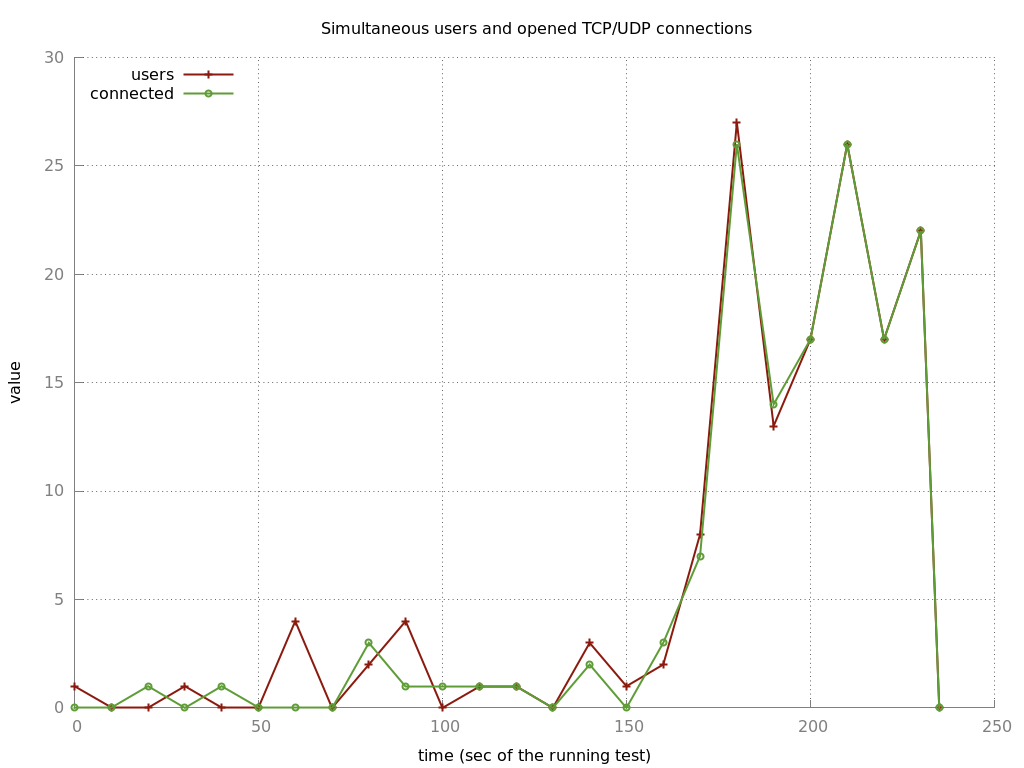 Simultaneous users and opened TCP/UDP connections
users
connected
30
25
20
15
10
5
0
value
0 50 100 150 200 250
time (sec of the running test)